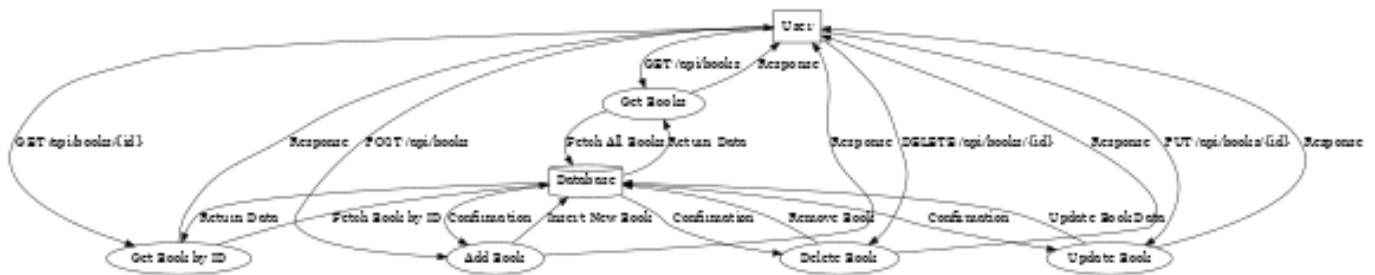 User
GET /api/books
Response
Get Books
GET /api/books/{id}
Response
POST /api/books
Fetch All Books
Return Data
Response
DELETE /api/books/{id}
Response
PUT /api/books/{id}
Response
Database
Return Data
Fetch Book by ID
Confirmation
Insert New Book
Confirmation
Remove Book
Confirmation
Update Book Data
Get Book by ID
Add Book
Delete Book
Update Book